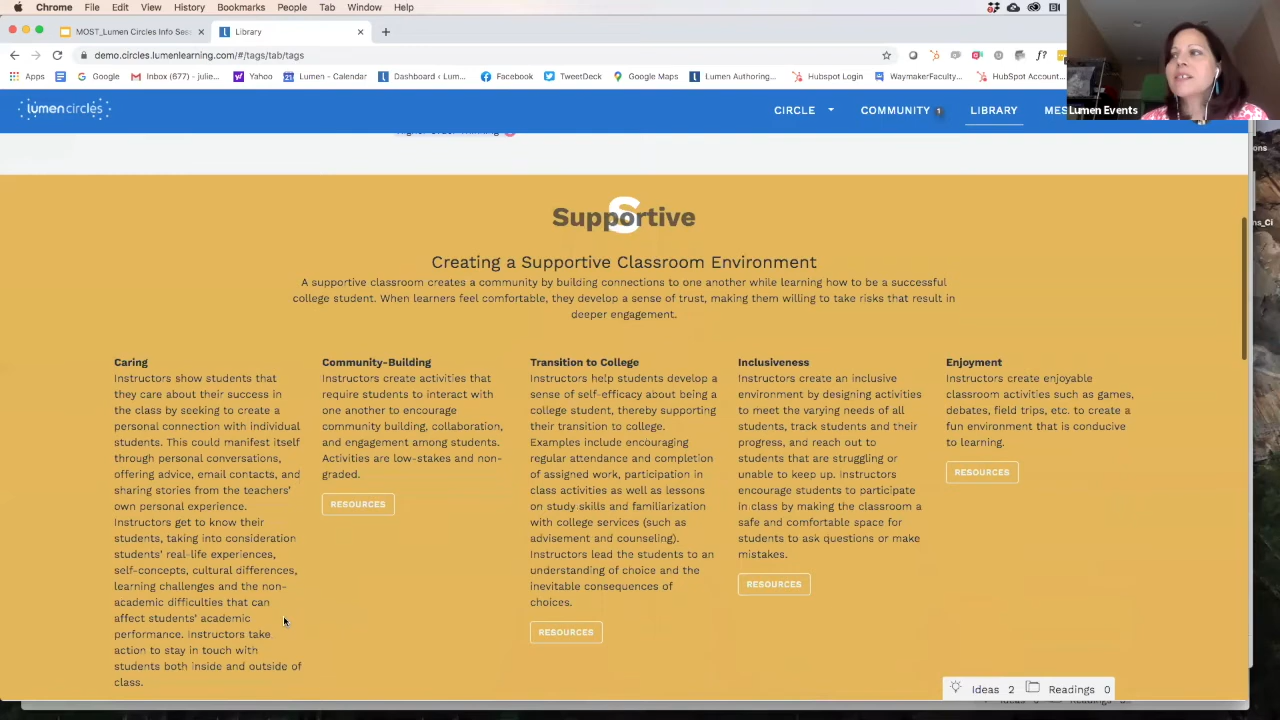 Chrome File Edit View History Bookmarks People Tab Window Help
MOST_Lumen Circles Info Sess
Library
demo.circles.lumenlearning.com/#/tags/tab/tags
Apps Google Inbox (677) - julie... Yahoo Lumen - Calendar Dashboard ‹ Lum... Facebook TweetDeck Google Maps Lumen Authoring... Hubspot Login WaymakerFaculty... HubSpot Account...
lumen circles
CIRCLE COMMUNITY 1 LIBRARY MES
Lumen Events
Supportive
S
Creating a Supportive Classroom Environment
A supportive classroom creates a community by building connections to one another while learning how to be a successful
college student. When learners feel comfortable, they develop a sense of trust, making them willing to take risks that result in
deeper engagement.
Caring
Instructors show students that
they care about their success in
the class by seeking to create a
personal connection with individual
students. This could manifest itself
through personal conversations,
offering advice, email contacts, and
sharing stories from the teachers'
own personal experience.
Instructors get to know their
students, taking into consideration
students' real-life experiences,
self-concepts, cultural differences,
learning challenges and the non-
academic difficulties that can
affect students' academic
performance. Instructors take
action to stay in touch with
students both inside and outside of
class.
Community-Building
Instructors create activities that
require students to interact with
one another to encourage
community building, collaboration,
and engagement among students.
Activities are low-stakes and non-
graded.
RESOURCES
Transition to College
Instructors help students develop a
sense of self-efficacy about being a
college student, thereby supporting
their transition to college.
Examples include encouraging
regular attendance and completion
of assigned work, participation in
class activities as well as lessons
on study skills and familiarization
with college services (such as
advisement and counseling).
Instructors lead the students to an
understanding of choice and the
inevitable consequences of
choices.
RESOURCES
Inclusiveness
Instructors create an inclusive
environment by designing activities
to meet the varying needs of all
students, track students and their
progress, and reach out to
students that are struggling or
unable to keep up. Instructors
encourage students to participate
in class by making the classroom a
safe and comfortable space for
students to ask questions or make
mistakes.
RESOURCES
Enjoyment
Instructors create enjoyable
classroom activities such as games,
debates, field trips, etc. to create a
fun environment that is conducive
to learning.
RESOURCES
Ideas 2 Readings 0